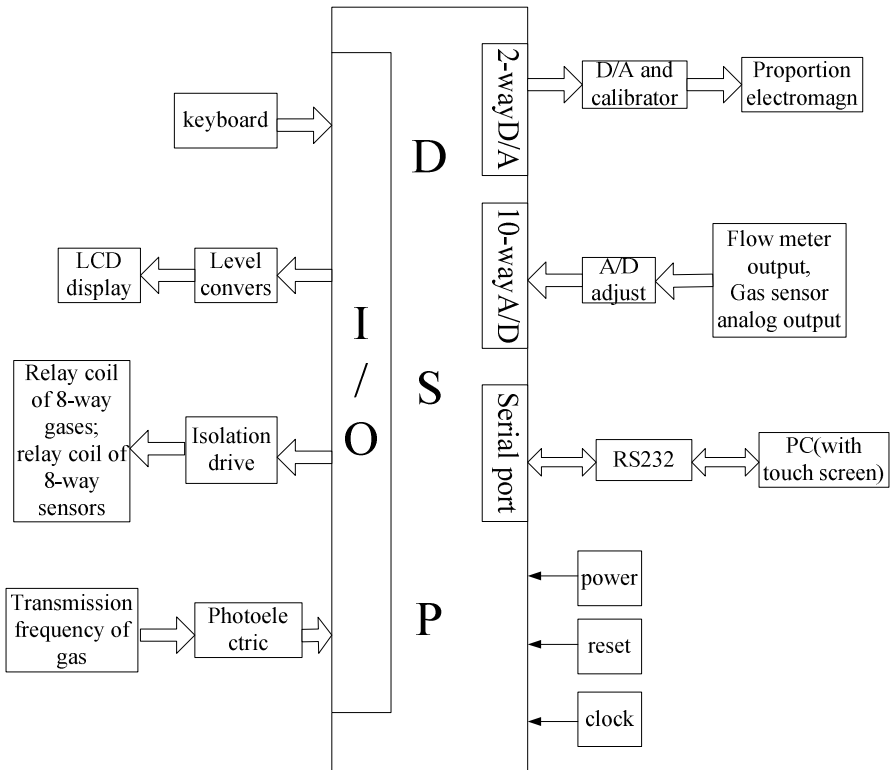 keyboard
LCD
display
Level
convers
Relay coil
of 8-way
gases;
relay coil of
8-way
sensors
Isolation
drive
Transmission
frequency of
gas
Photoele
ctric
I
/
O
D
S
P
2-wayD/A
D/A and
calibrator
Proportion
electromagn
10-wayA/D
A/D
adjust
Flow meter
output,
Gas sensor
analog output
Serial port
RS232
PC(with
touch screen)
power
reset
clock